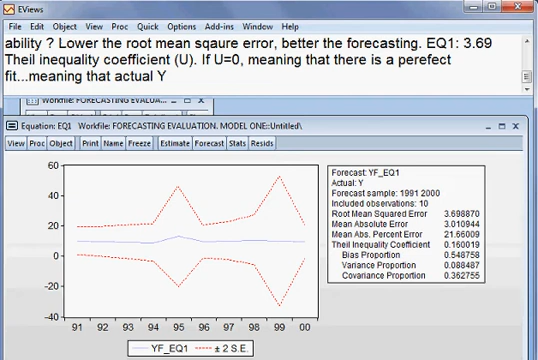 EViews
File Edit Object View Proc Quick Options Add-ins Window Help
ability ? Lower the root mean sqaure error, better the forecasting. EQ1: 3.69
Theil inequality coefficient (U). If U=0, meaning that there is a perefect
fit...meaning that actual Y
Workfile: FORECASTING EVALUA...
Equation: EQ1 Workfile: FORECASTING EVALUATION. MODEL ONE::Untitled\
View Proc Object Print Name Freeze Estimate Forecast Stats Resids
60
40
20
0
-20
-40
91 92 93 94 95 96 97 98 99 00
YF_EQ1 ± 2 S.E.
Forecast: YF_EQ1
Actual: Y
Forecast sample: 1991 2000
Included observations: 10
Root Mean Squared Error 3.698870
Mean Absolute Error 3.010944
Mean Abs. Percent Error 21.66009
Theil Inequality Coefficient 0.160019
Bias Proportion 0.548758
Variance Proportion 0.088487
Covariance Proportion 0.362755